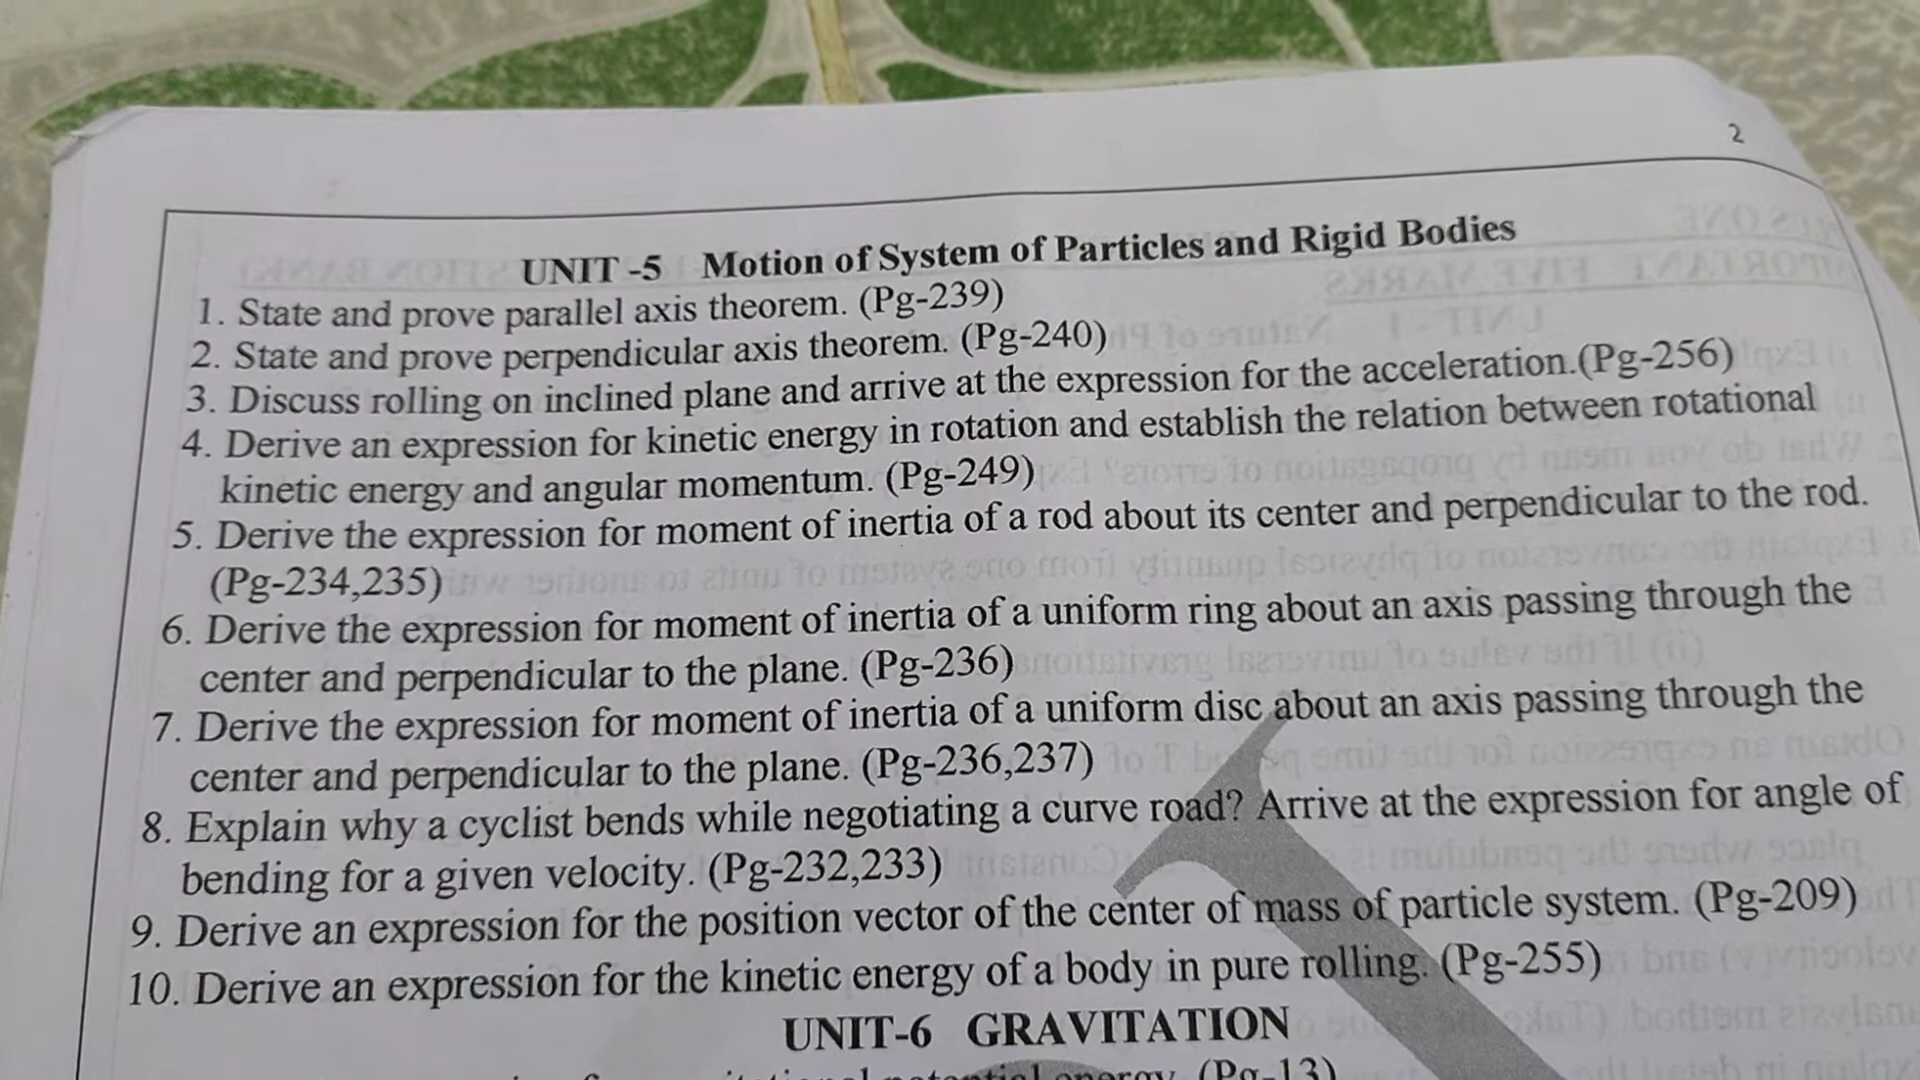 2
UNIT -5 Motion of System of Particles and Rigid Bodies
1. State and prove parallel axis theorem. (Pg-239)
2. State and prove perpendicular axis theorem. (Pg-240)
3. Discuss rolling on inclined plane and arrive at the expression for the acceleration.(Pg-256)
4. Derive an expression for kinetic energy in rotation and establish the relation between rotational
kinetic energy and angular momentum. (Pg-249)
5. Derive the expression for moment of inertia of a rod about its center and perpendicular to the rod.
(Pg-234,235)
6. Derive the expression for moment of inertia of a uniform ring about an axis passing through the
center and perpendicular to the plane. (Pg-236)
7. Derive the expression for moment of inertia of a uniform disc about an axis passing through the
center and perpendicular to the plane. (Pg-236,237)
8. Explain why a cyclist bends while negotiating a curve road? Arrive at the expression for angle of
bending for a given velocity. (Pg-232,233)
9. Derive an expression for the position vector of the center of mass of particle system. (Pg-209)
10. Derive an expression for the kinetic energy of a body in pure rolling. (Pg-255)
UNIT-6 GRAVITATION
potential energy. (Pg-13)